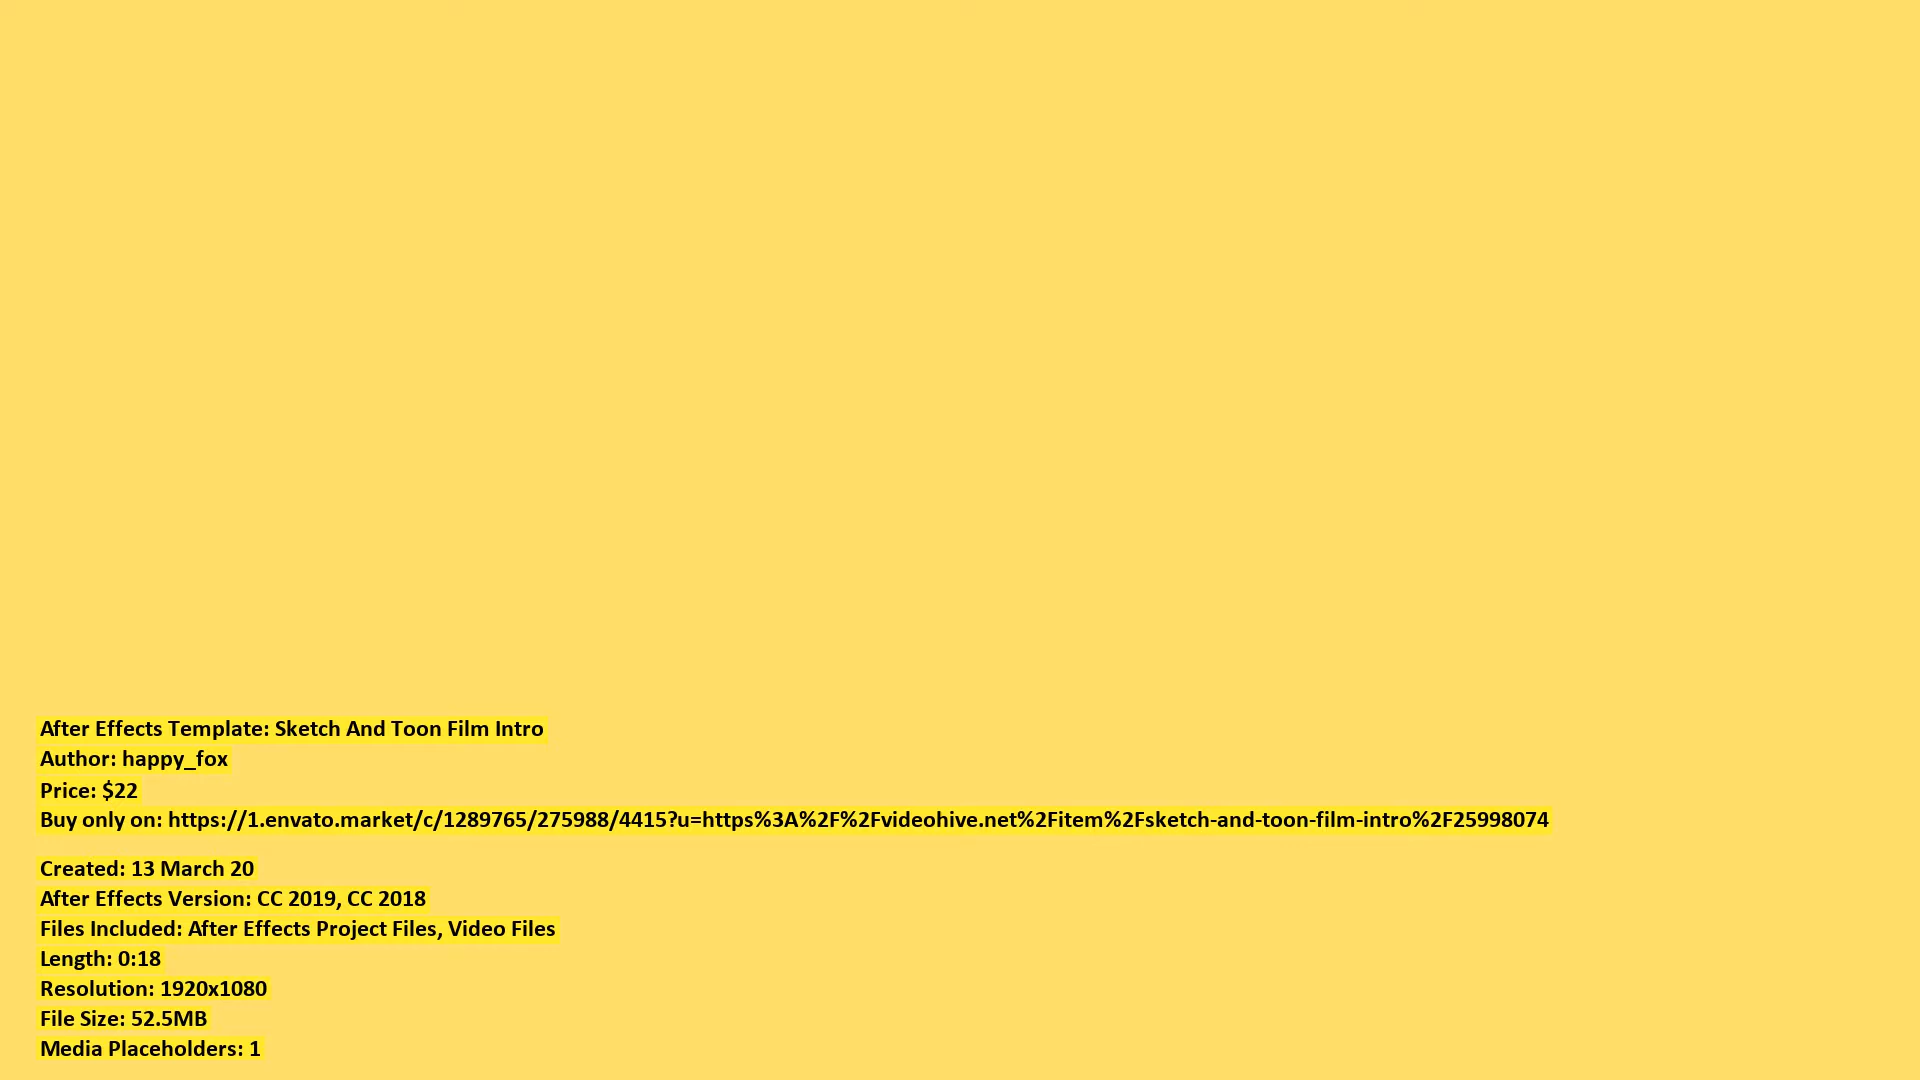 After Effects Template: Sketch And Toon Film Intro
Author: happy_fox
Price: $22
Buy only on: https://1.envato.market/c/1289765/275988/4415?u=https%3A%2F%2Fvideohive.net%2Fitem%2Fsketch-and-toon-film-intro%2F25998074
Created: 13 March 20
After Effects Version: CC 2019, CC 2018
Files Included: After Effects Project Files, Video Files
Length: 0:18
Resolution: 1920x1080
File Size: 52.5MB
Media Placeholders: 1